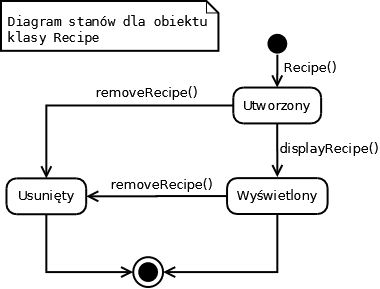 Diagram stanów dla obiektu
klasy Recipe
Recipe()
removeRecipe()
Utworzony
displayRecipe()
removeRecipe()
Usunięty
Wyświetlony